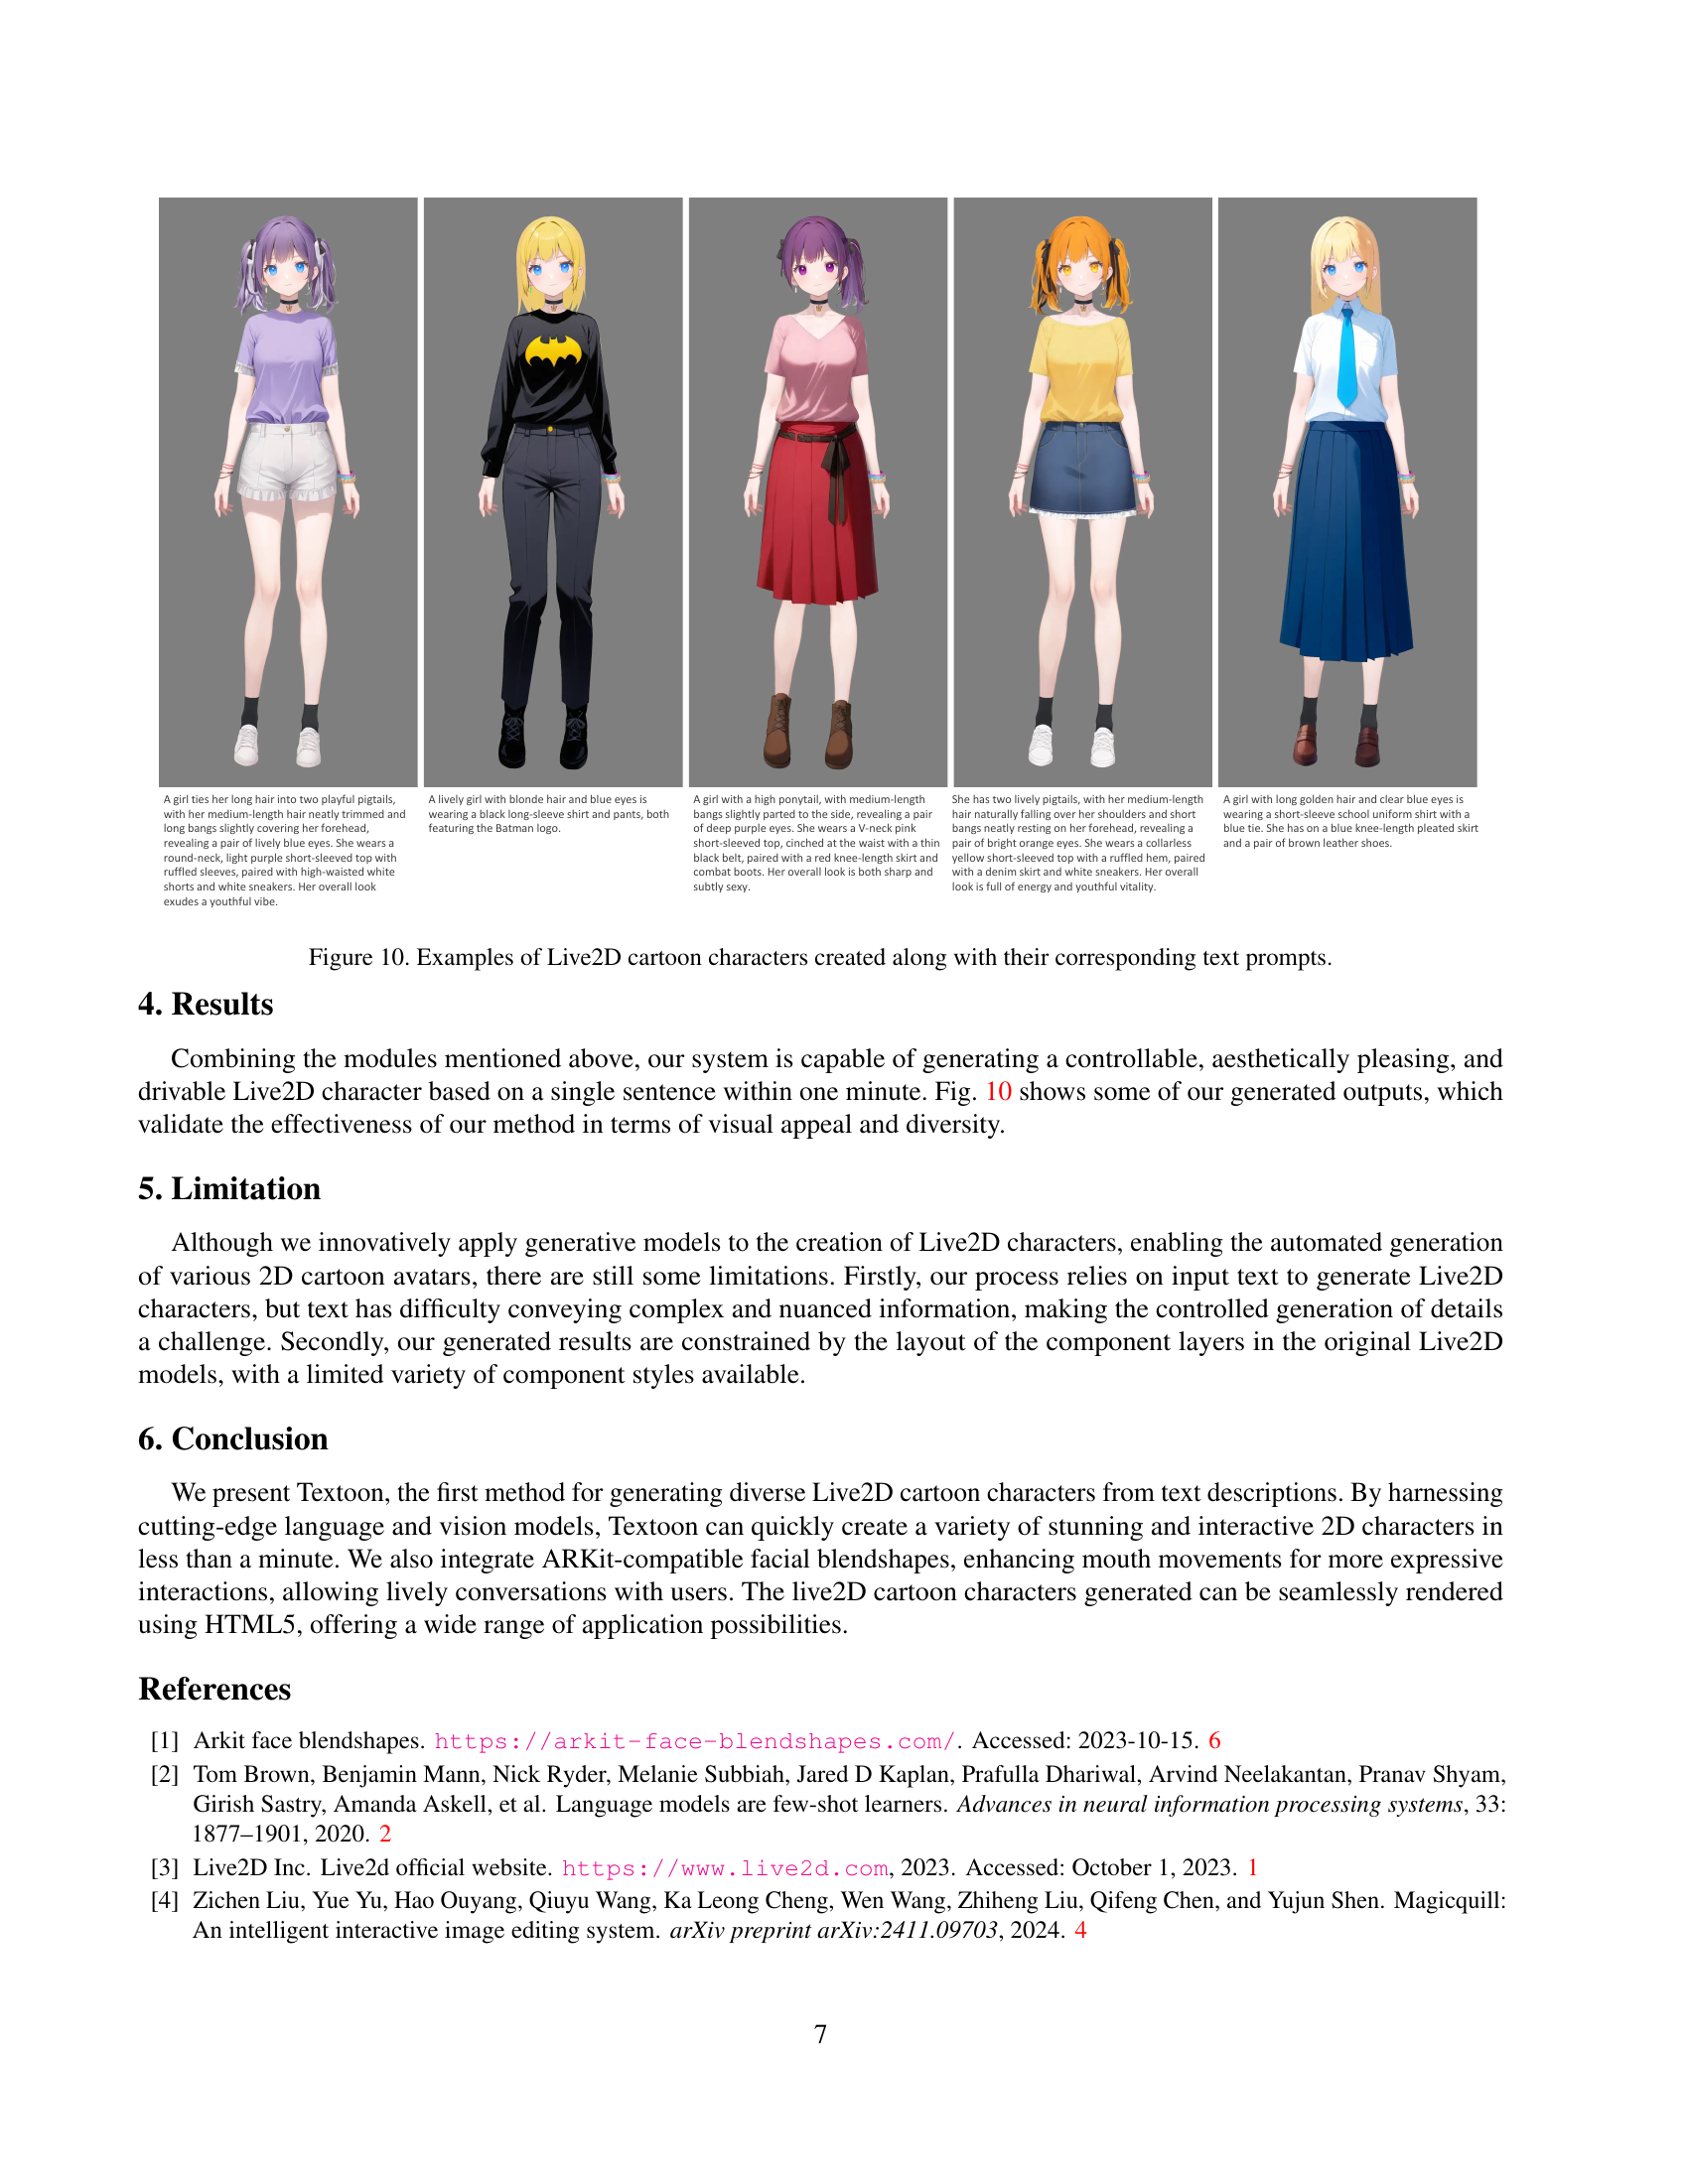 A girl ties her long hair into two playful pigtails,
with her medium-length hair neatly trimmed and
long bangs slightly covering her forehead,
revealing a pair of lively blue eyes. She wears a
round-neck, light purple short-sleeved top with
ruffled sleeves, paired with high-waisted white
shorts and white sneakers. Her overall look
exudes a youthful vibe.
A lively girl with blonde hair and blue eyes is
wearing a black long-sleeve shirt and pants, both
featuring the Batman logo.
A girl with a high ponytail, with medium-length
bangs slightly parted to the side, revealing a pair
of deep purple eyes. She wears a V-neck pink
short-sleeved top, cinched at the waist with a thin
black belt, paired with a red knee-length skirt and
combat boots. Her overall look is both sharp and
subtly sexy.
She has two lively pigtails, with her medium-length
hair naturally falling over her shoulders and short
bangs neatly resting on her forehead, revealing a
pair of bright orange eyes. She wears a collarless
yellow short-sleeved top with a ruffled hem, paired
with a denim skirt and white sneakers. Her overall
look is full of energy and youthful vitality.
A girl with long golden hair and clear blue eyes is
wearing a short-sleeve school uniform shirt with a
blue tie. She has on a blue knee-length pleated skirt
and a pair of brown leather shoes.
Figure 10. Examples of Live2D cartoon characters created along with their corresponding text prompts.
4. Results
Combining the modules mentioned above, our system is capable of generating a controllable, aesthetically pleasing, and
drivable Live2D character based on a single sentence within one minute. Fig. 10 shows some of our generated outputs, which
validate the effectiveness of our method in terms of visual appeal and diversity.
5. Limitation
Although we innovatively apply generative models to the creation of Live2D characters, enabling the automated generation
of various 2D cartoon avatars, there are still some limitations. Firstly, our process relies on input text to generate Live2D
characters, but text has difficulty conveying complex and nuanced information, making the controlled generation of details
a challenge. Secondly, our generated results are constrained by the layout of the component layers in the original Live2D
models, with a limited variety of component styles available.
6. Conclusion
We present Textoon, the first method for generating diverse Live2D cartoon characters from text descriptions. By harnessing
cutting-edge language and vision models, Textoon can quickly create a variety of stunning and interactive 2D characters in
less than a minute. We also integrate ARKit-compatible facial blendshapes, enhancing mouth movements for more expressive
interactions, allowing lively conversations with users. The live2D cartoon characters generated can be seamlessly rendered
using HTML5, offering a wide range of application possibilities.
References
[1] Arkit face blendshapes. https://arkit-face-blendshapes.com/. Accessed: 2023-10-15. 6
[2] Tom Brown, Benjamin Mann, Nick Ryder, Melanie Subbiah, Jared D Kaplan, Prafulla Dhariwal, Arvind Neelakantan, Pranav Shyam,
Girish Sastry, Amanda Askell, et al. Language models are few-shot learners. Advances in neural information processing systems, 33:
1877–1901, 2020. 2
[3] Live2D Inc. Live2d official website. https://www.live2d.com, 2023. Accessed: October 1, 2023. 1
[4] Zichen Liu, Yue Yu, Hao Ouyang, Qiuyu Wang, Ka Leong Cheng, Wen Wang, Zhiheng Liu, Qifeng Chen, and Yujun Shen. Magicquill:
An intelligent interactive image editing system. arXiv preprint arXiv:2411.09703, 2024. 4
7